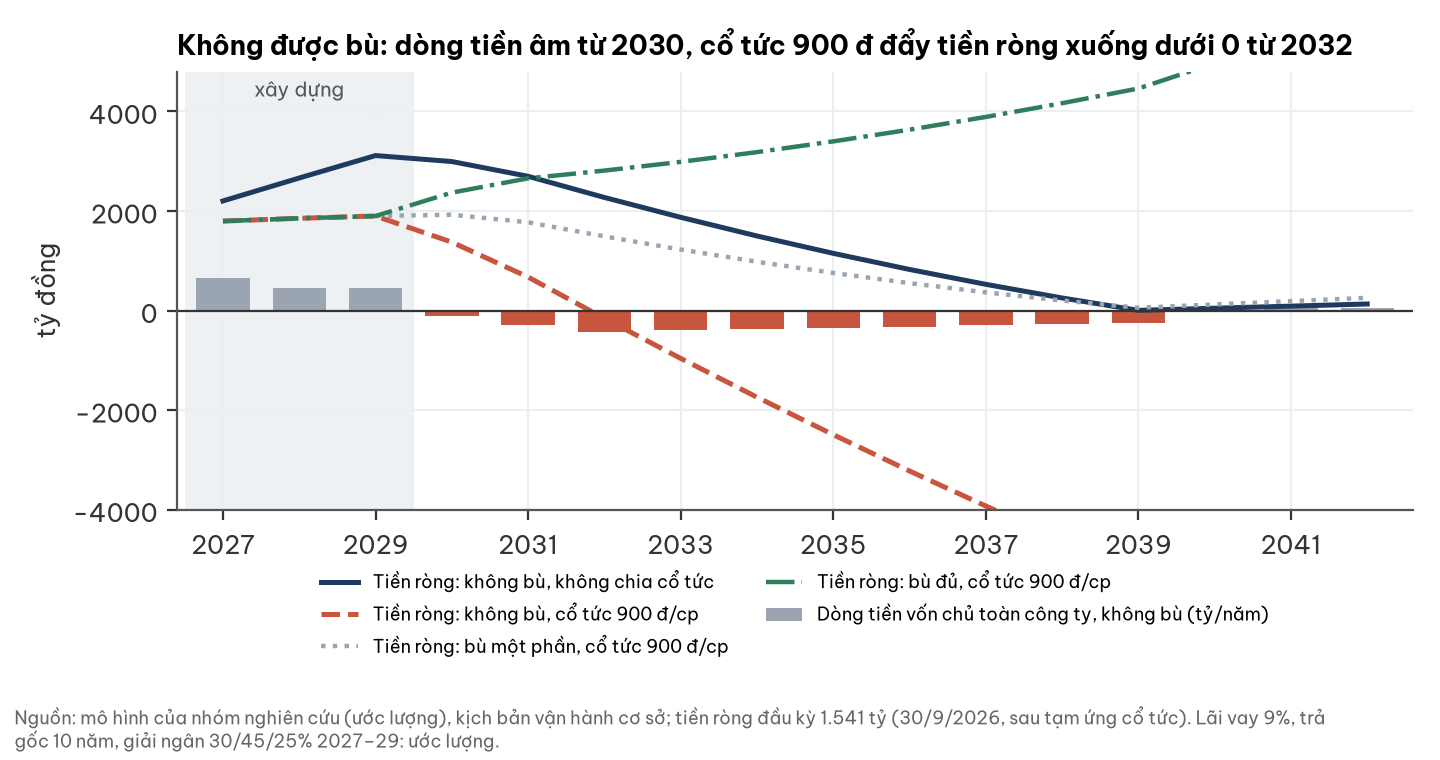 Không được bù: dòng tiền âm từ 2030, cổ tức 900 đ đẩy tiền ròng xuống dưới 0 từ 2032
xây dựng
tỷ đồng
4000
2000
0
−2000
−4000
2027 2029 2031 2033 2035 2037 2039 2041
Tiền ròng: không bù, không chia cổ tức
Tiền ròng: không bù, cổ tức 900 đ/cp
Tiền ròng: bù một phần, cổ tức 900 đ/cp
Tiền ròng: bù đủ, cổ tức 900 đ/cp
Dòng tiền vốn chủ toàn công ty, không bù (tỷ/năm)
Nguồn: mô hình của nhóm nghiên cứu (ước lượng), kịch bản vận hành cơ sở; tiền ròng đầu kỳ 1.541 tỷ (30/9/2026, sau tạm ứng cổ tức). Lãi vay 9%, trả
gốc 10 năm, giải ngân 30/45/25% 2027–29: ước lượng.